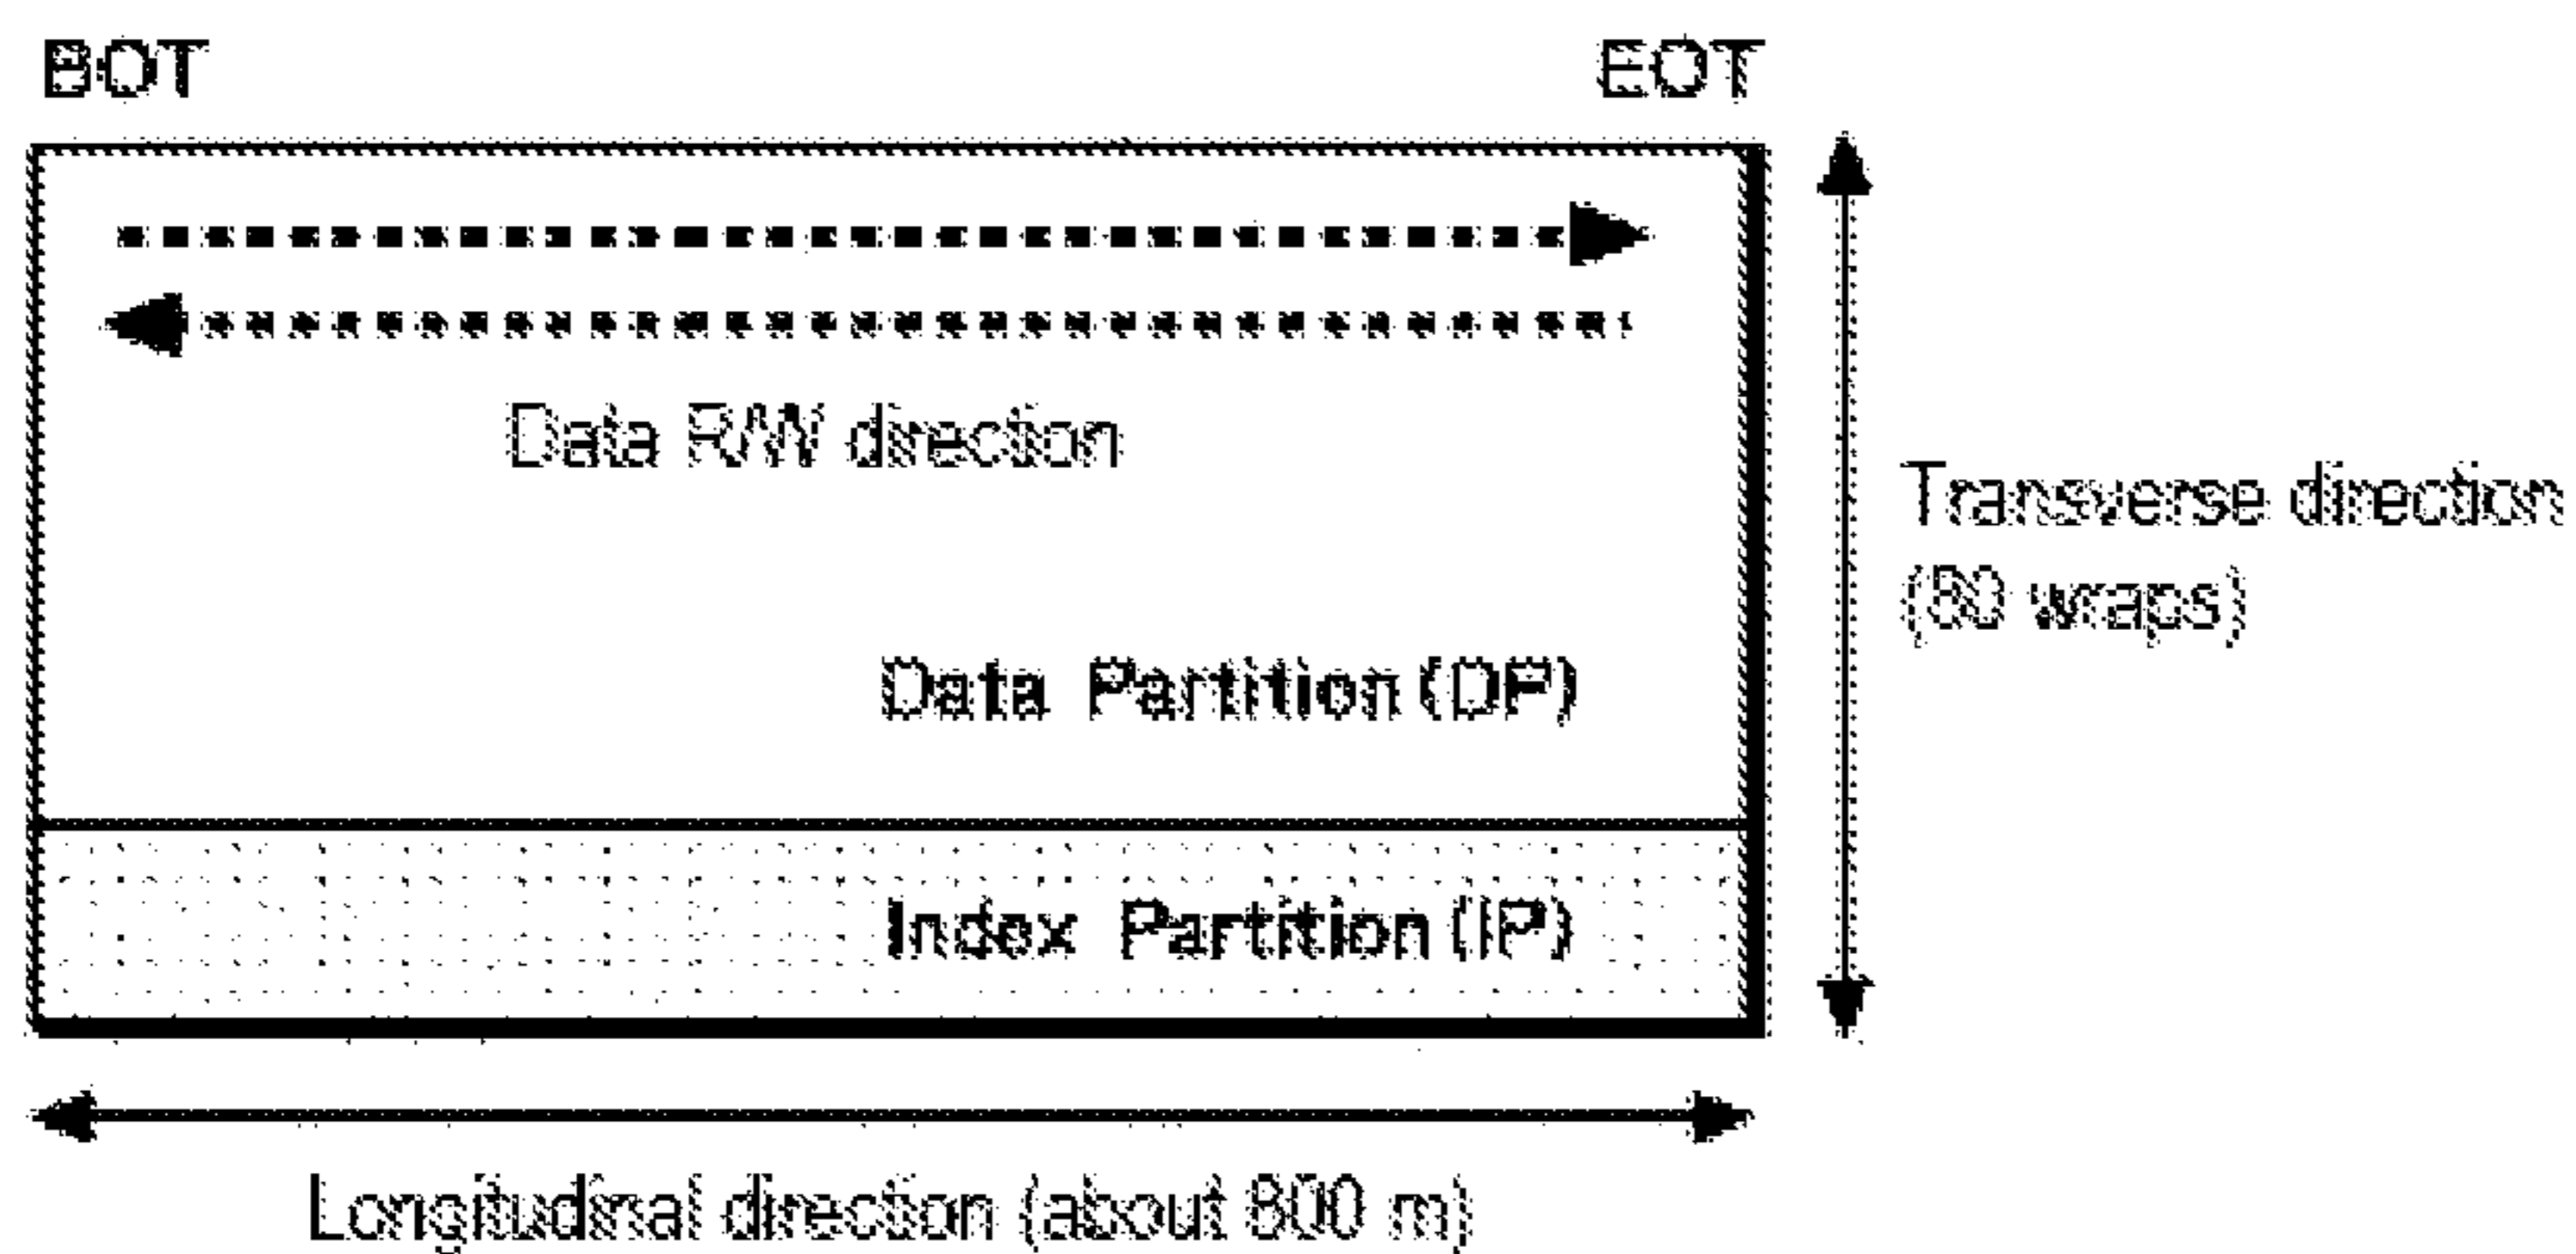 BOT EOT
Data R/W direction
Transverse direction
(80 wraps)
Data Partition (DP)
Index Partition (IP)
Longitudinal direction (about 800 m)